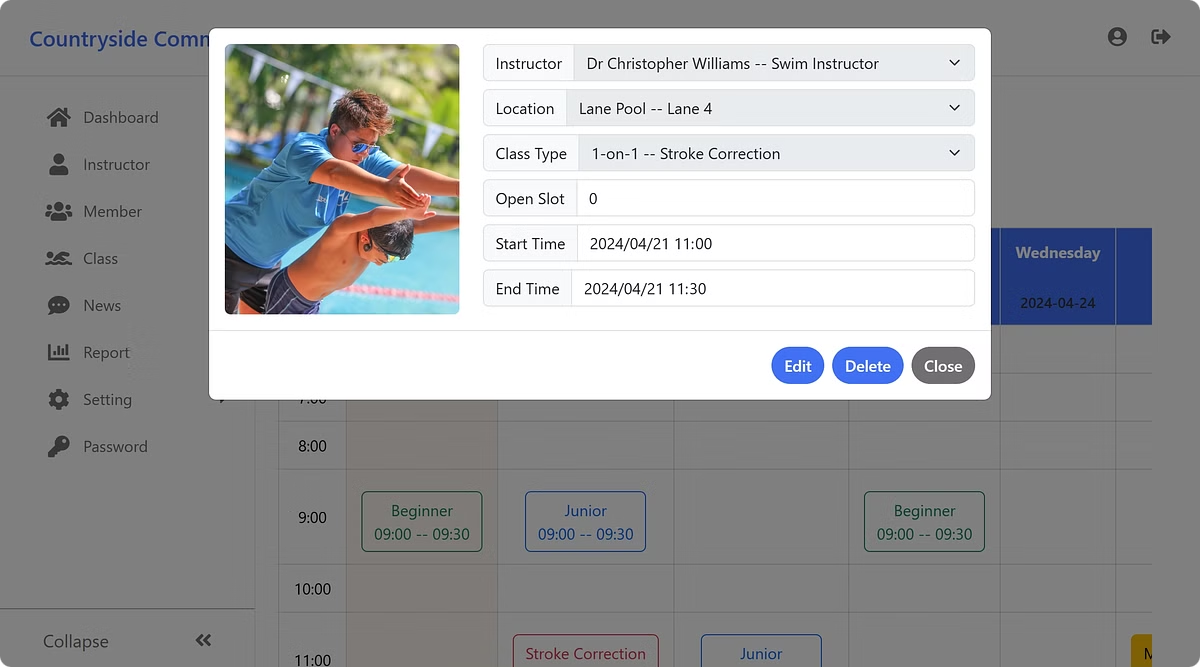 Countryside Comm
Instructor Dr Christopher Williams -- Swim Instructor
Location Lane Pool -- Lane 4
Class Type 1-on-1 -- Stroke Correction
Open Slot 0
Start Time 2024/04/21 11:00
End Time 2024/04/21 11:30
Edit Delete Close
Dashboard
Instructor
Member
Class
News
Report
Setting
Password
Collapse
Wednesday
2024-04-24
7:00
8:00
9:00
Beginner
09:00 -- 09:30
Junior
09:00 -- 09:30
Beginner
09:00 -- 09:30
10:00
11:00
Stroke Correction
Junior